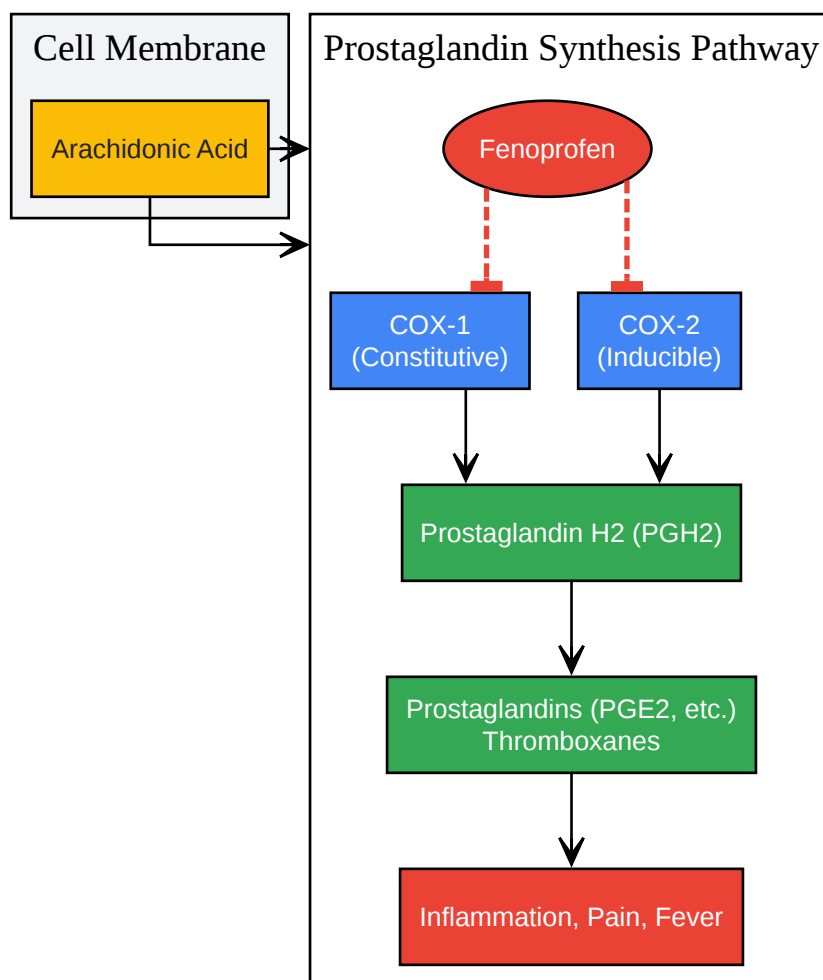 Cell Membrane
Prostaglandin Synthesis Pathway
Arachidonic Acid
Fenoprofen
COX-1
(Constitutive)
COX-2
(Inducible)
Prostaglandin H2 (PGH2)
Prostaglandins (PGE2, etc.)
Thromboxanes
Inflammation, Pain, Fever